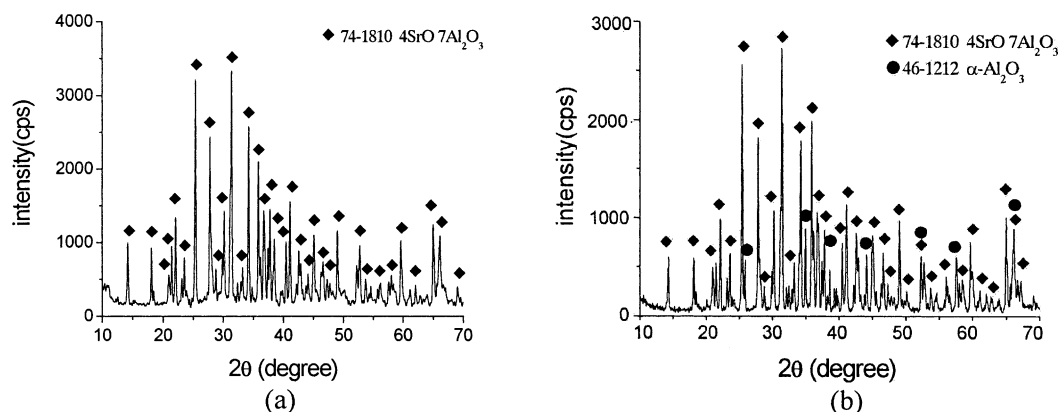 4000
3000
2000
1000
0
intensity(cps)
◆ 74-1810 4SrO 7Al₂O₃
10 20 30 40 50 60 70
2θ (degree)
(a)
3000
2000
1000
0
intensity(cps)
◆ 74-1810 4SrO 7Al₂O₃
● 46-1212 α-Al₂O₃
10 20 30 40 50 60 70
2θ (degree)
(b)